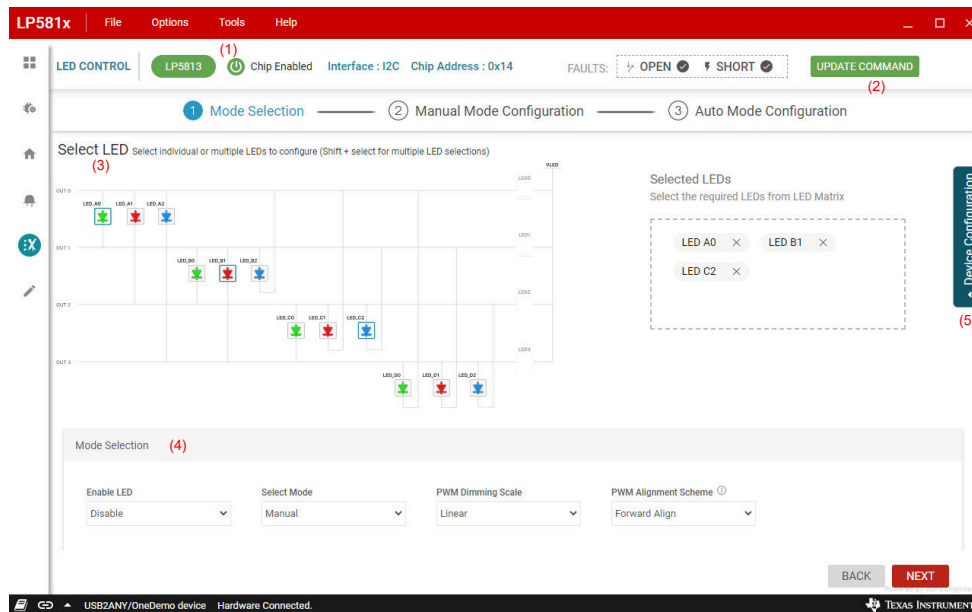 LP581x File Options Tools Help
(1)
LED CONTROL LP5813 Chip Enabled Interface : I2C Chip Address : 0x14 FAULTS: OPEN SHORT UPDATE COMMAND
(2)
1 Mode Selection 2 Manual Mode Configuration 3 Auto Mode Configuration
Select LED Select individual or multiple LEDs to configure (Shift + select for multiple LED selections)
(3)
VLED
LED0
OUT 0
LED_A0 LED_A1 LED_A2
LED1
OUT 1
LED_B0 LED_B1 LED_B2
LED2
OUT 2
LED_C0 LED_C1 LED_C2
LED3
OUT 3
LED_D0 LED_D1 LED_D2
Selected LEDs
Select the required LEDs from LED Matrix
LED A0 × LED B1 ×
LED C2 ×
Device Configuration
(5
Mode Selection (4)
Enable LED Select Mode PWM Dimming Scale PWM Alignment Scheme
Disable Manual Linear Forward Align
BACK NEXT
USB2ANY/OneDemo device Hardware Connected. TEXAS INSTRUMENT